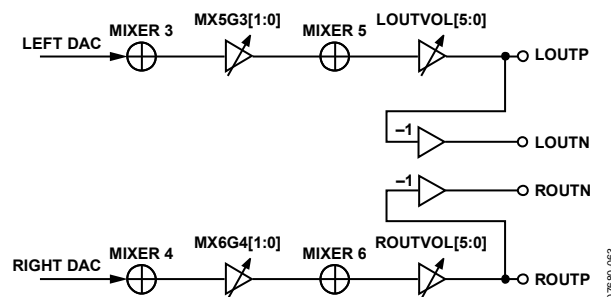 MIXER 3 MX5G3[1:0] MIXER 5 LOUTVOL[5:0]
LEFT DAC LOUTP
–1 LOUTN
–1 ROUTN
MIXER 4 MX6G4[1:0] MIXER 6 ROUTVOL[5:0]
RIGHT DAC ROUTP